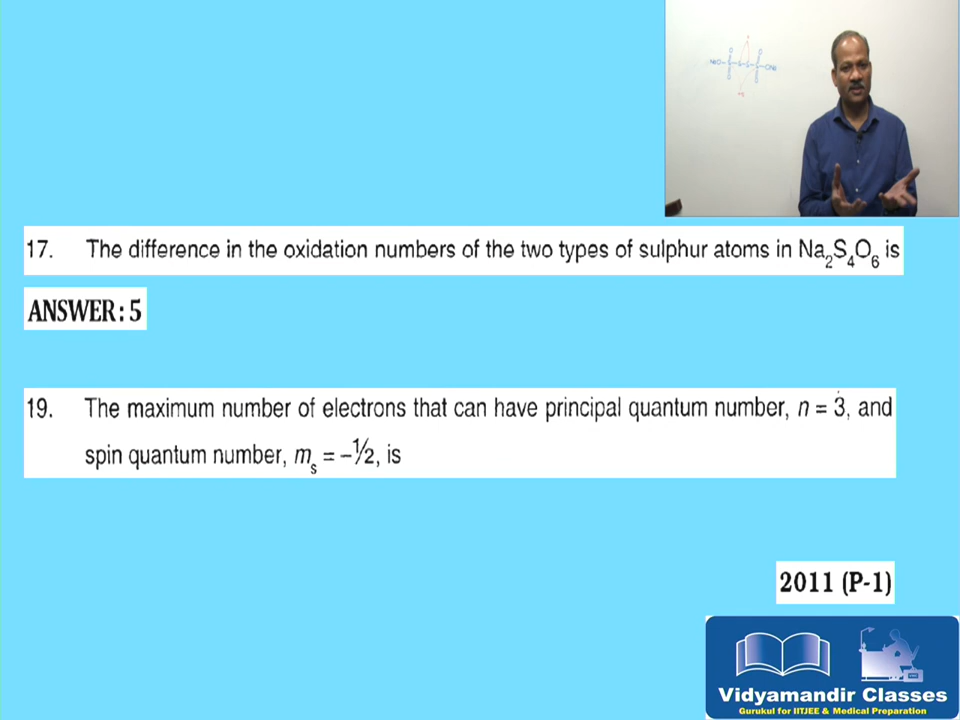 17. The difference in the oxidation numbers of the two types of sulphur atoms in Na₂S₄O₆ is
ANSWER : 5
19. The maximum number of electrons that can have principal quantum number, n = 3, and
spin quantum number, mₛ = –½, is
2011 (P-1)
Vidyamandir Classes
Gurukul for IITJEE & Medical Preparation